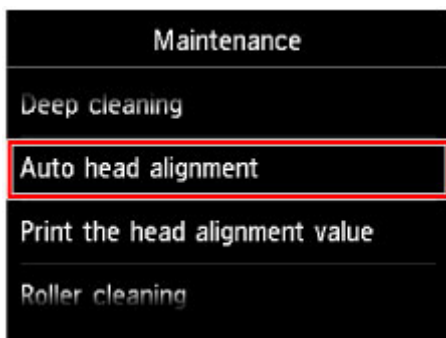 Maintenance
Deep cleaning
Auto head alignment
Print the head alignment value
Roller cleaning